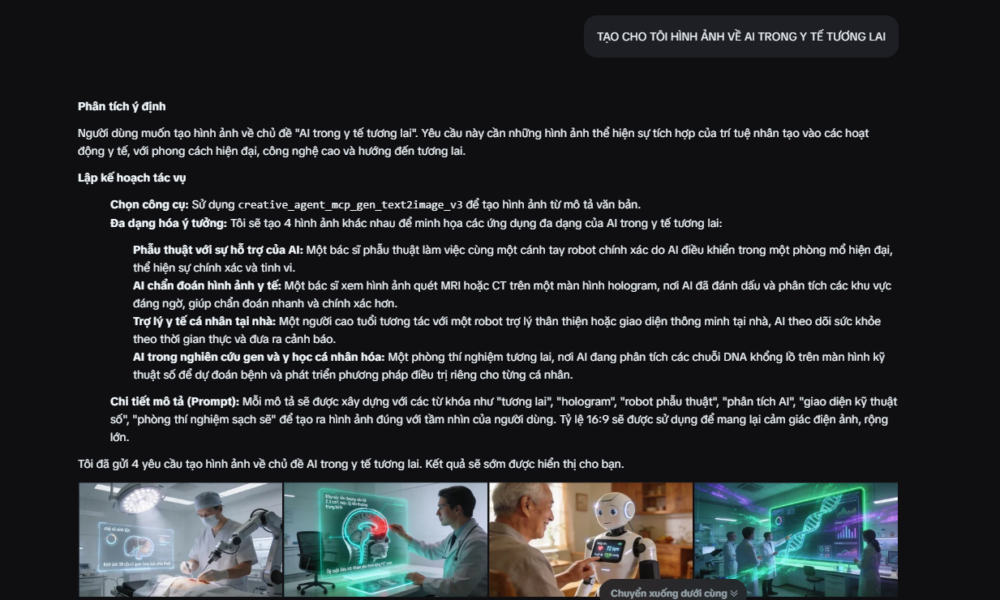 TẠO CHO TÔI HÌNH ẢNH VỀ AI TRONG Y TẾ TƯƠNG LAI
Phân tích ý định
Người dùng muốn tạo hình ảnh về chủ đề "AI trong y tế tương lai". Yêu cầu này cần những hình ảnh thể hiện sự tích hợp của trí tuệ nhân tạo vào các hoạt
động y tế, với phong cách hiện đại, công nghệ cao và hướng đến tương lai.
Lập kế hoạch tác vụ
Chọn công cụ: Sử dụng creative_agent_mcp_gen_text2image_v3 để tạo hình ảnh từ mô tả văn bản.
Đa dạng hóa ý tưởng: Tôi sẽ tạo 4 hình ảnh khác nhau để minh họa các ứng dụng đa dạng của AI trong y tế tương lai:
Phẫu thuật với sự hỗ trợ của AI: Một bác sĩ phẫu thuật làm việc cùng một cánh tay robot chính xác do AI điều khiển trong một phòng mổ hiện đại,
thể hiện sự chính xác và tinh vi.
AI chẩn đoán hình ảnh y tế: Một bác sĩ xem hình ảnh quét MRI hoặc CT trên một màn hình hologram, nơi AI đã đánh dấu và phân tích các khu vực
đáng ngờ, giúp chẩn đoán nhanh và chính xác hơn.
Trợ lý y tế cá nhân tại nhà: Một người cao tuổi tương tác với một robot trợ lý thân thiện hoặc giao diện thông minh tại nhà, AI theo dõi sức khỏe
theo thời gian thực và đưa ra cảnh báo.
AI trong nghiên cứu gen và y học cá nhân hóa: Một phòng thí nghiệm tương lai, nơi AI đang phân tích các chuỗi DNA khổng lồ trên màn hình kỹ
thuật số để dự đoán bệnh và phát triển phương pháp điều trị riêng cho từng cá nhân.
Chi tiết mô tả (Prompt): Mỗi mô tả sẽ được xây dựng với các từ khóa như "tương lai", "hologram", "robot phẫu thuật", "phân tích AI", "giao diện kỹ thuật
số", "phòng thí nghiệm sạch sẽ" để tạo ra hình ảnh đúng với tầm nhìn của người dùng. Tỷ lệ 16:9 sẽ được sử dụng để mang lại cảm giác điện ảnh, rộng
lớn.
Tôi đã gửi 4 yêu cầu tạo hình ảnh về chủ đề AI trong y tế tương lai. Kết quả sẽ sớm được hiển thị cho bạn.
72 bpm
Chuyển xuống dưới cùng